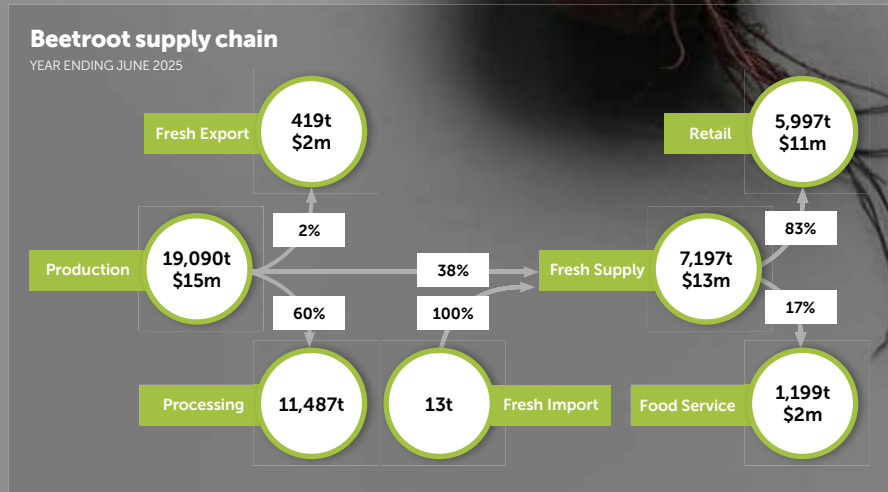 Beetroot supply chain
YEAR ENDING JUNE 2025
Fresh Export
419t
$2m
Retail
5,997t
$11m
2%
83%
Production
19,090t
$15m
38%
Fresh Supply
7,197t
$13m
60%
100%
17%
Processing
11,487t
13t
Fresh Import
Food Service
1,199t
$2m